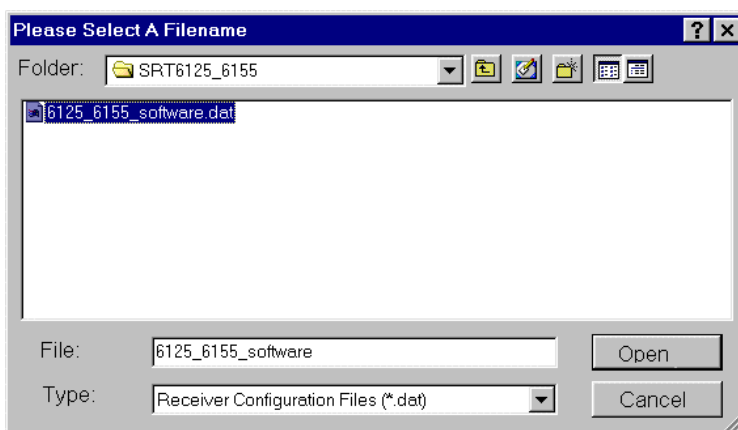 Please Select A Filename
Folder: SRT6125_6155
6125_6155_software.dat
File: 6125_6155_software
Open
Type: Receiver Configuration Files (*.dat)
Cancel